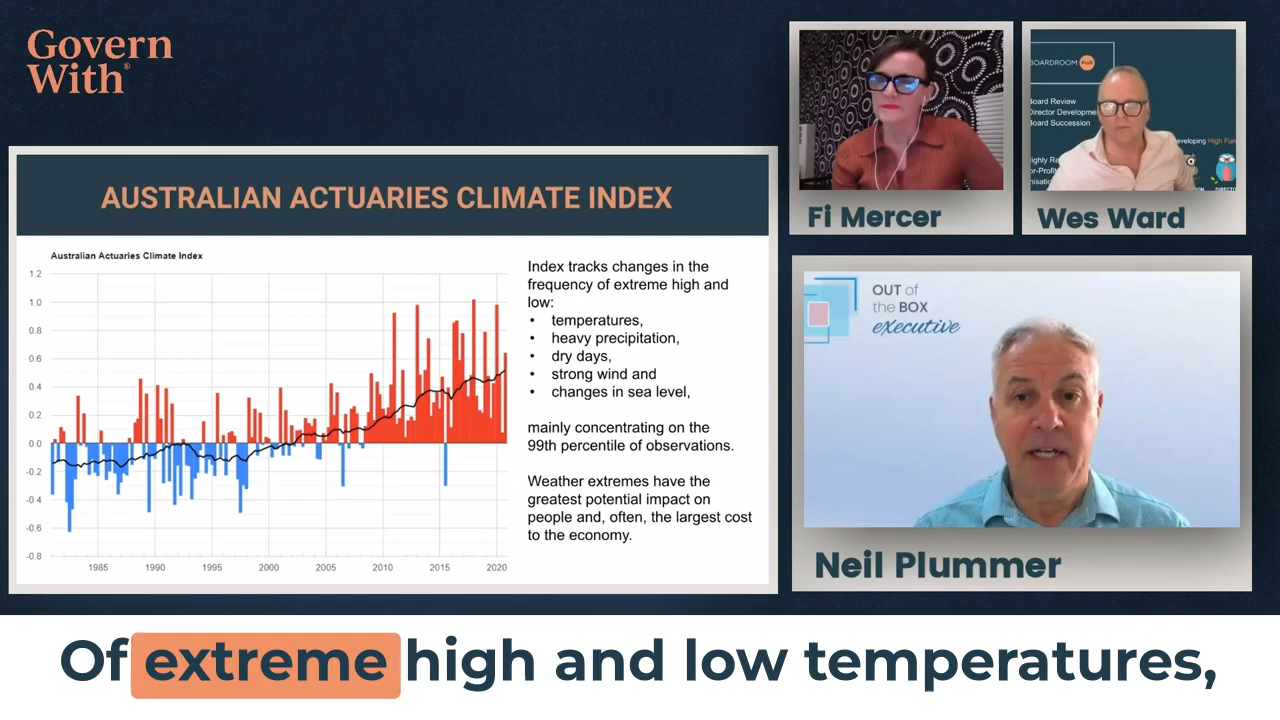 Govern
With®
AUSTRALIAN ACTUARIES CLIMATE INDEX
Australian Actuaries Climate Index
1.2
1.0
0.8
0.6
0.4
0.2
0.0
-0.2
-0.4
-0.6
-0.8
1985 1990 1995 2000 2005 2010 2015 2020
Index tracks changes in the
frequency of extreme high and
low:
• temperatures,
• heavy precipitation,
• dry days,
• strong wind and
• changes in sea level,
mainly concentrating on the
99th percentile of observations.
Weather extremes have the
greatest potential impact on
people and, often, the largest cost
to the economy.
Fi Mercer
BOARDROOM PLUS
Board Review
Director Developme
Board Succession
eveloping High Fun
Wes Ward
OUT of
the BOX
executive
Neil Plummer
Of extreme high and low temperatures,